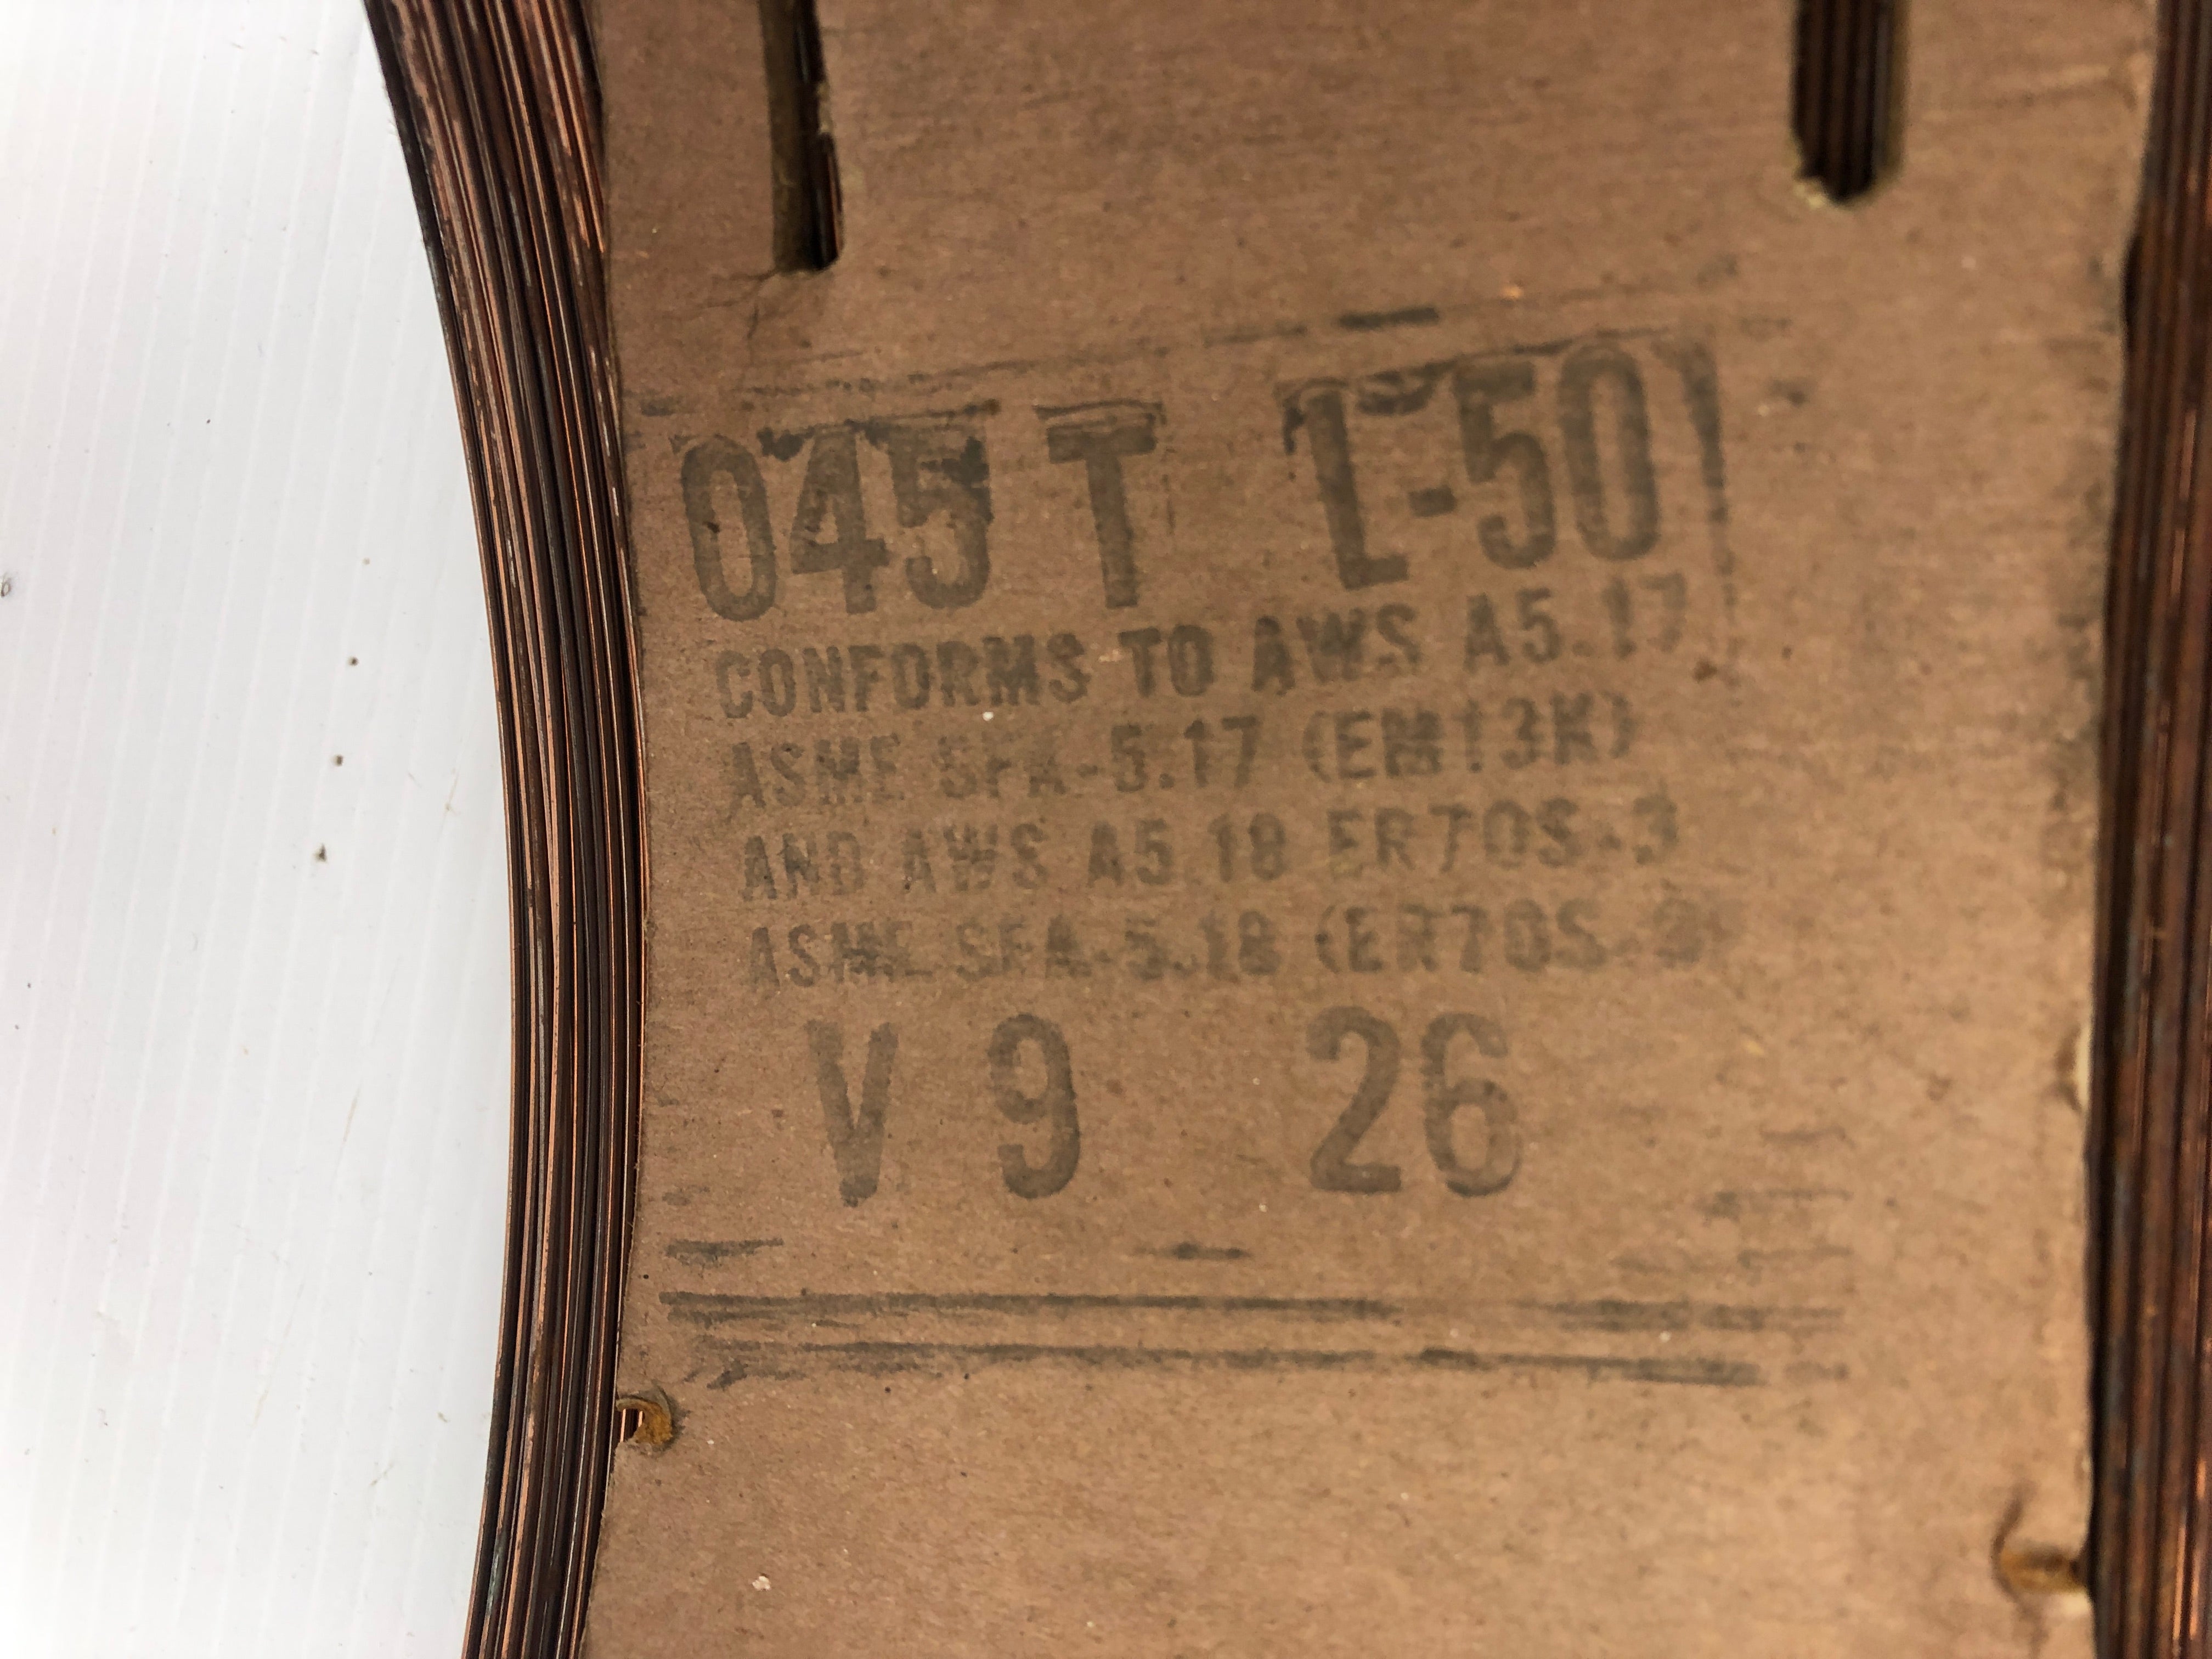 045 T L-50
CONFORMS TO AWS A5.17
ASME SFA-5.17 (EM13K)
AND AWS A5.18 ER70S-3
ASME SFA-5.18 (ER70S-3
V 9 26